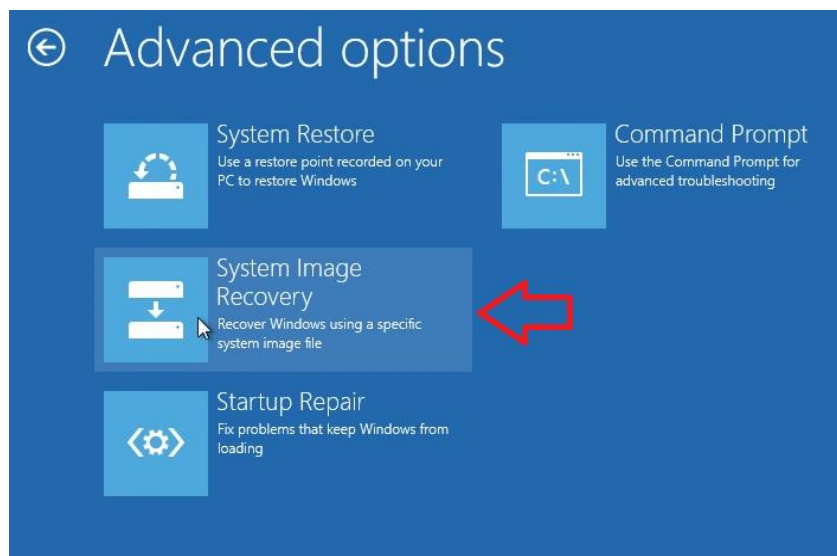 Advanced options
System Restore
Use a restore point recorded on your
PC to restore Windows
Command Prompt
Use the Command Prompt for
advanced troubleshooting
C:\
System Image
Recovery
Recover Windows using a specific
system image file
Startup Repair
Fix problems that keep Windows from
loading